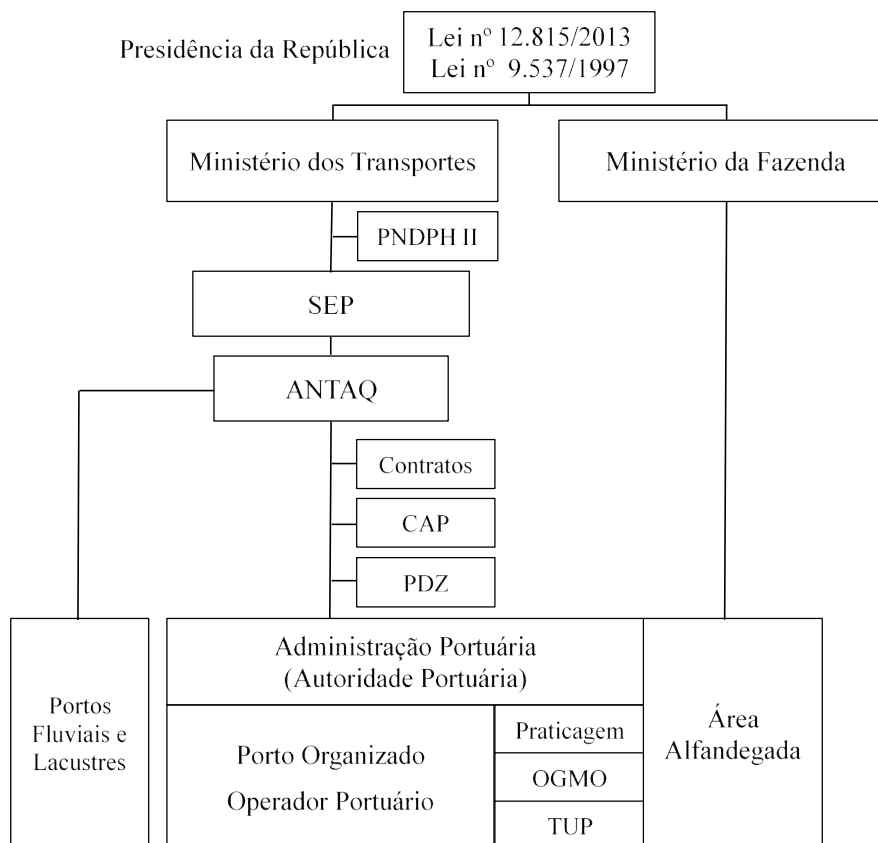 Presidência da República
Lei nº 12.815/2013
Lei nº 9.537/1997
Ministério dos Transportes
Ministério da Fazenda
PNDPH II
SEP
ANTAQ
Contratos
CAP
PDZ
Portos
Fluviais e
Lacustres
Administração Portuária
(Autoridade Portuária)
Porto Organizado
Operador Portuário
Praticagem
OGMO
TUP
Área
Alfandegada